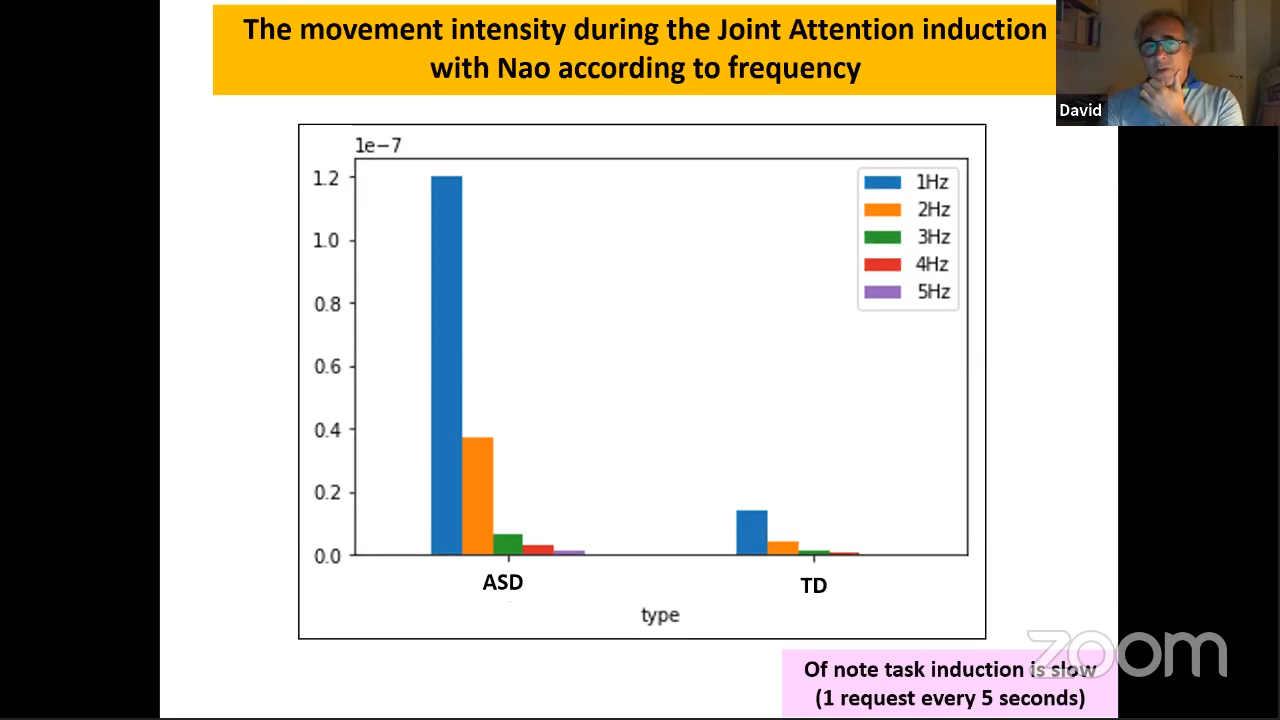 The movement intensity during the Joint Attention induction
with Nao according to frequency
David
1e−7
1.2
1.0
0.8
0.6
0.4
0.2
0.0
1Hz
2Hz
3Hz
4Hz
5Hz
ASD
TD
type
zoom
Of note task induction is slow
(1 request every 5 seconds)